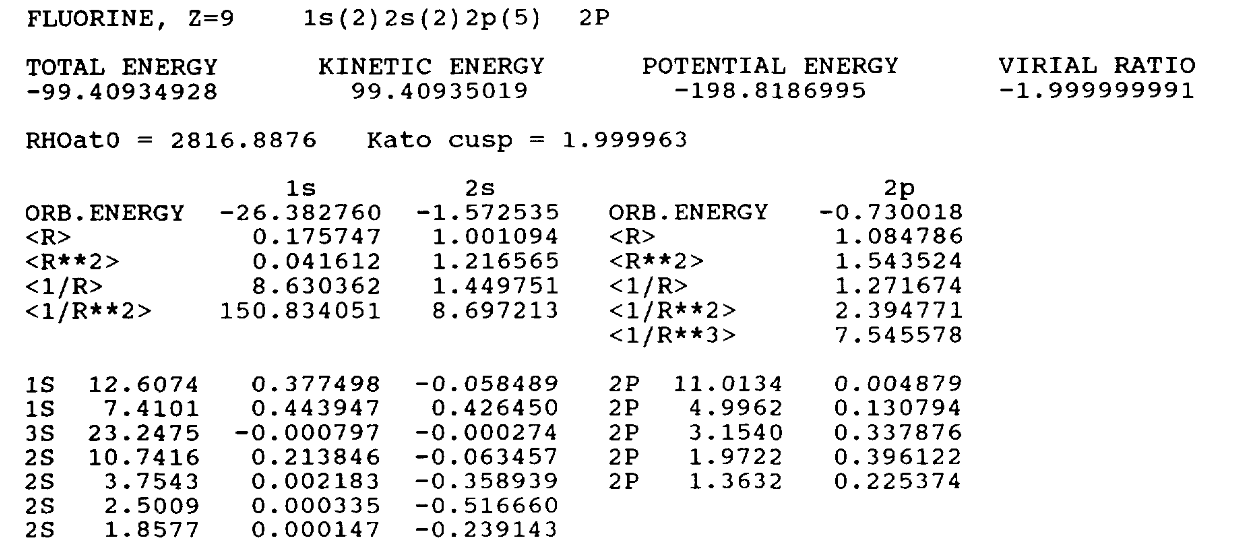 FLUORINE, Z=9 1s(2)2s(2)2p(5) 2P
TOTAL ENERGY KINETIC ENERGY POTENTIAL ENERGY VIRIAL RATIO
-99.40934928 99.40935019 -198.8186995 -1.999999991
RHOat0 = 2816.8876 Kato cusp = 1.999963
1s 2s 2p
ORB.ENERGY -26.382760 -1.572535 ORB.ENERGY -0.730018
<R> 0.175747 1.001094 <R> 1.084786
<R**2> 0.041612 1.216565 <R**2> 1.543524
<1/R> 8.630362 1.449751 <1/R> 1.271674
<1/R**2> 150.834051 8.697213 <1/R**2> 2.394771
<1/R**3> 7.545578
1S 12.6074 0.377498 -0.058489 2P 11.0134 0.004879
1S 7.4101 0.443947 0.426450 2P 4.9962 0.130794
3S 23.2475 -0.000797 -0.000274 2P 3.1540 0.337876
2S 10.7416 0.213846 -0.063457 2P 1.9722 0.396122
2S 3.7543 0.002183 -0.358939 2P 1.3632 0.225374
2S 2.5009 0.000335 -0.516660
2S 1.8577 0.000147 -0.239143